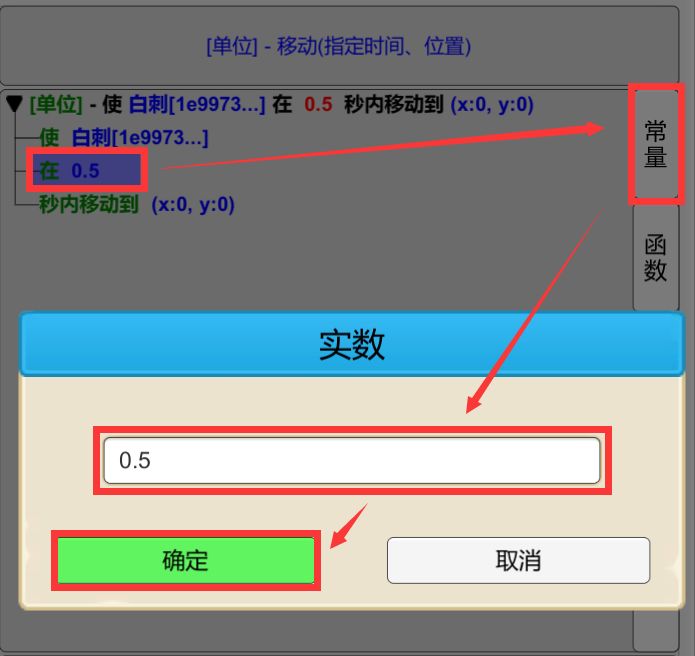 [单位] - 移动(指定时间、位置)
[单位] - 使 白刺[1e9973...] 在 0.5 秒内移动到 (x:0, y:0)
使 白刺[1e9973...]
在 0.5
秒内移动到 (x:0, y:0)
常量
函数
实数
0.5
确定 取消